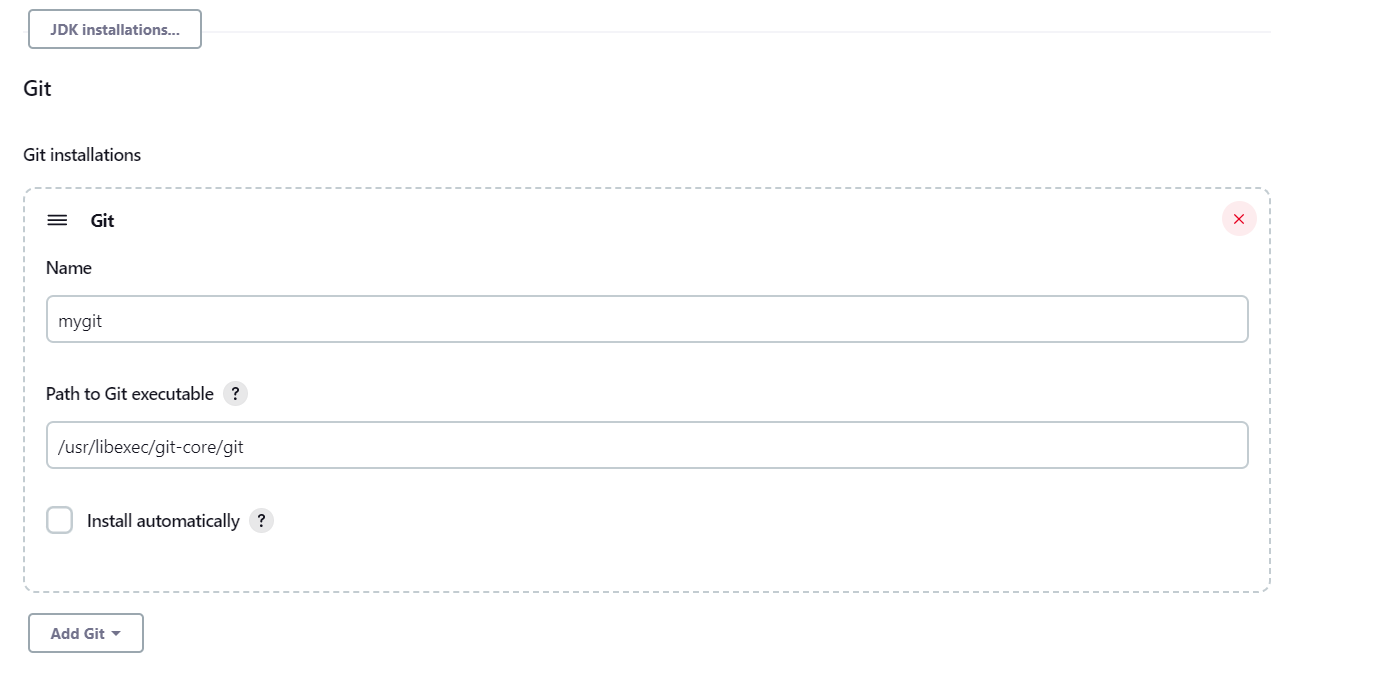 JDK installations...
Git
Git installations
Git
Name
mygit
Path to Git executable ?
/usr/libexec/git-core/git
Install automatically ?
Add Git